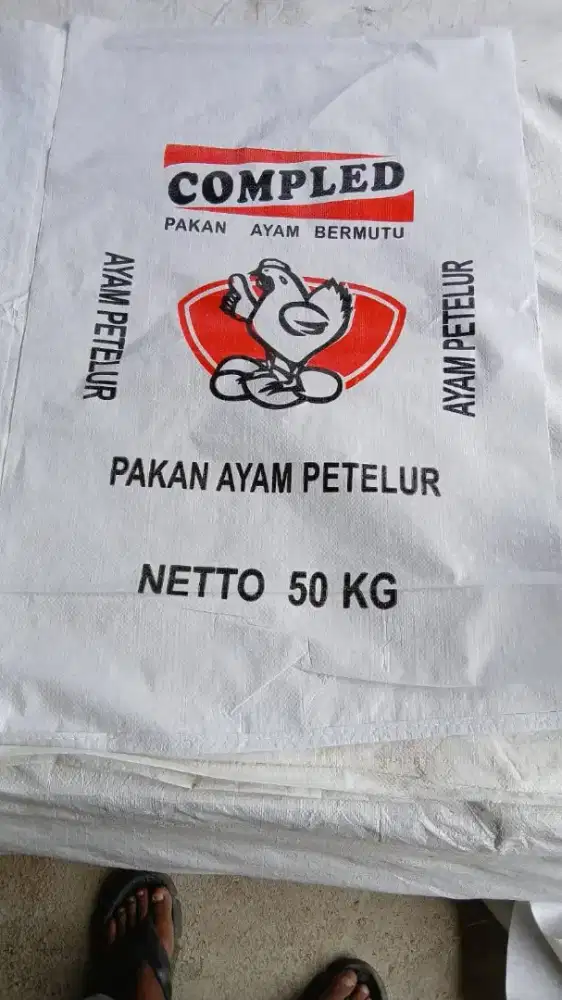 COMPLED
PAKAN AYAM BERMUTU
AYAM PETELUR
AYAM PETELUR
PAKAN AYAM PETELUR
NETTO 50 KG